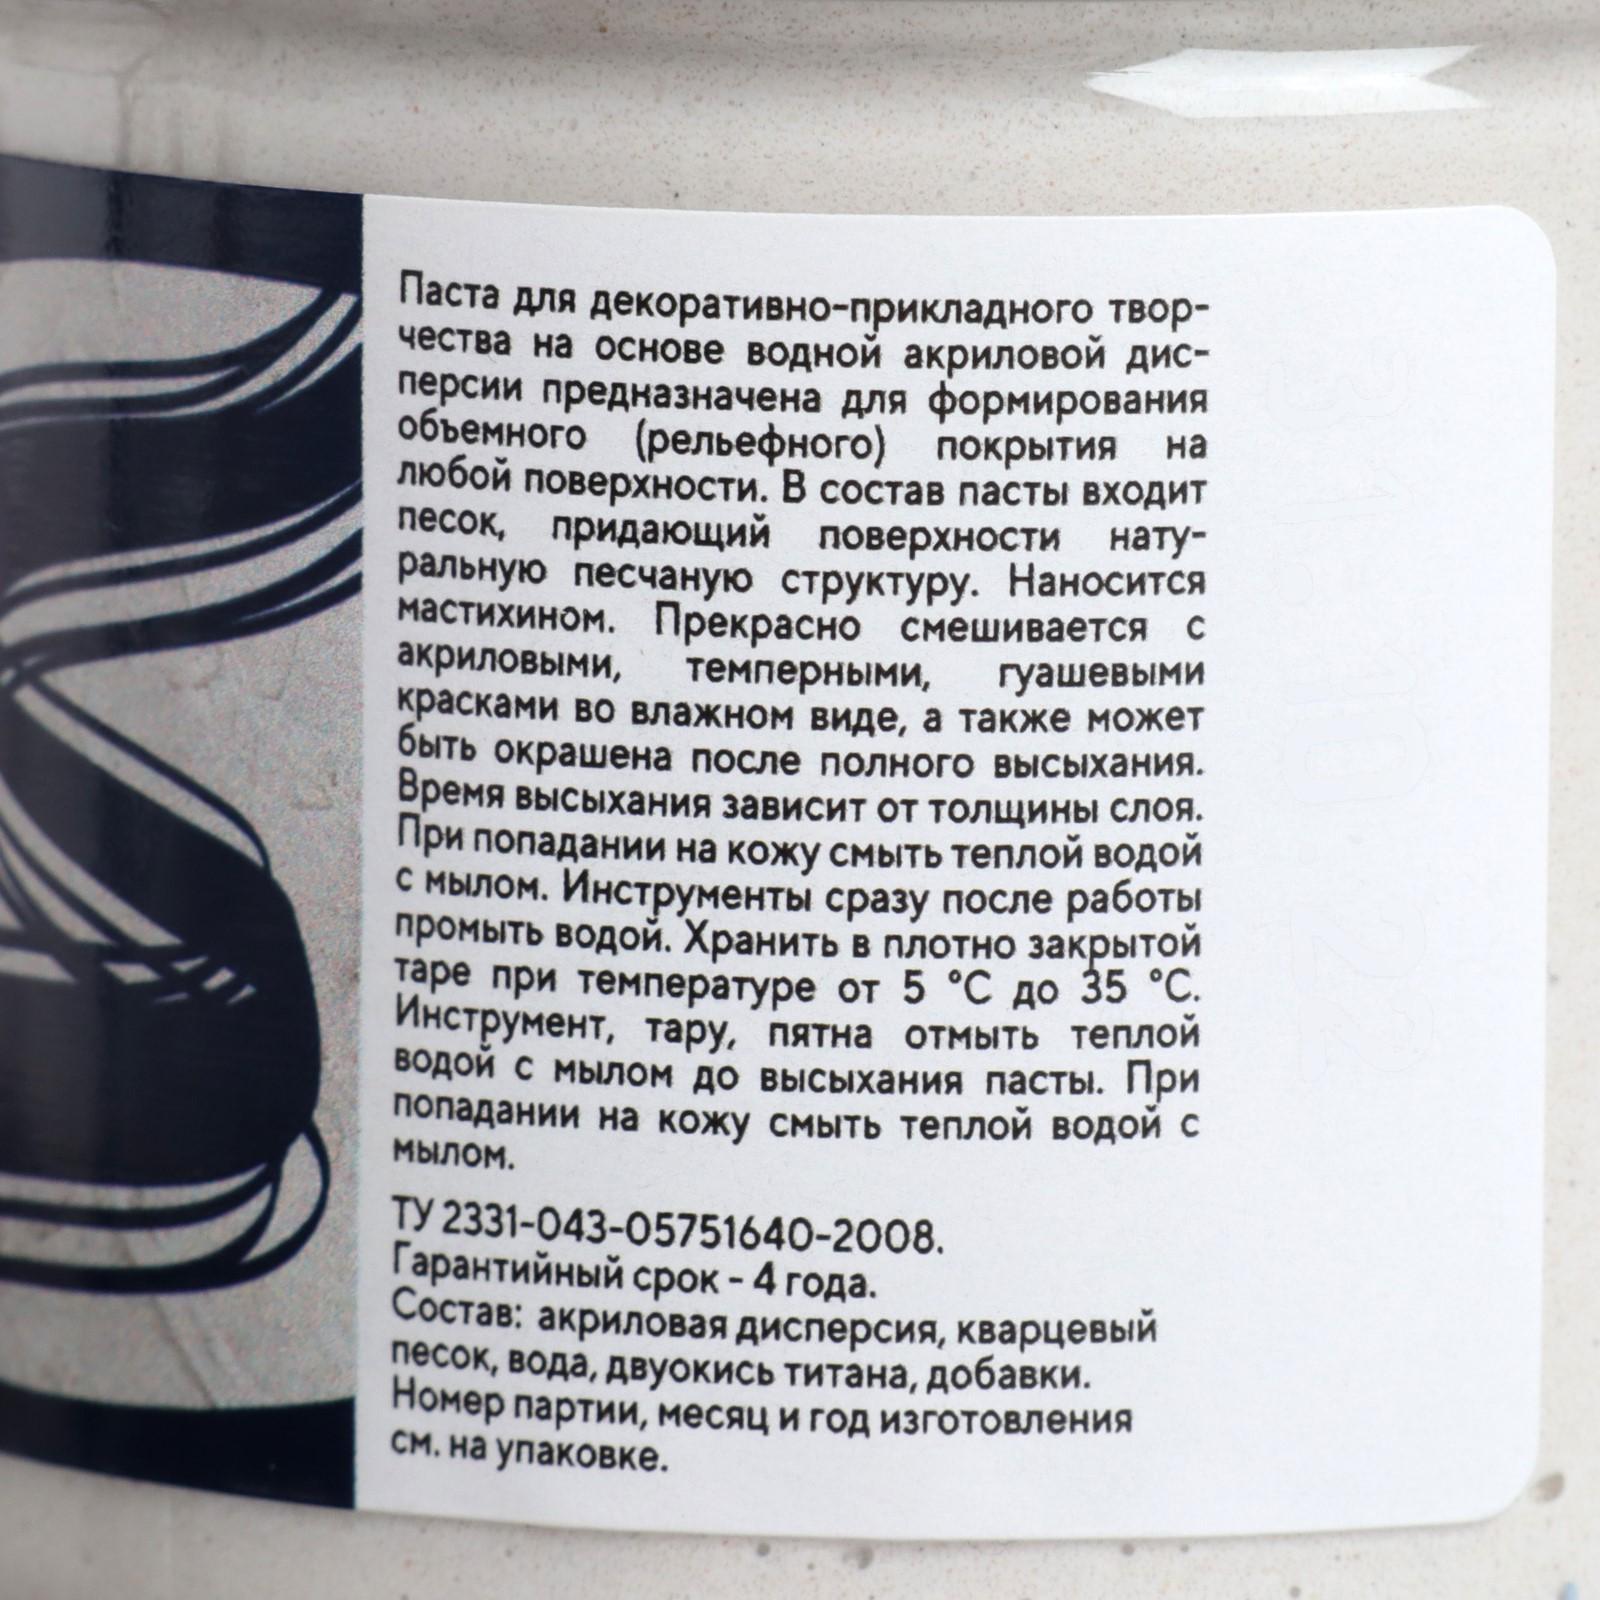 Паста для декоративно-прикладного твор-
чества на основе водной акриловой дис-
персии предназначена для формирования
объемного (рельефного) покрытия на
любой поверхности. В состав пасты входит
песок, придающий поверхности нату-
ральную песчаную структуру. Наносится
мастихином. Прекрасно смешивается с
акриловыми, темперными, гуашевыми
красками во влажном виде, а также может
быть окрашена после полного высыхания.
Время высыхания зависит от толщины слоя.
При попадании на кожу смыть теплой водой
с мылом. Инструменты сразу после работы
промыть водой. Хранить в плотно закрытой
таре при температуре от 5 °C до 35 °C.
Инструмент, тару, пятна отмыть теплой
водой с мылом до высыхания пасты. При
попадании на кожу смыть теплой водой с
мылом.
ТУ 2331-043-05751640-2008.
Гарантийный срок - 4 года.
Состав: акриловая дисперсия, кварцевый
песок, вода, двуокись титана, добавки.
Номер партии, месяц и год изготовления
см. на упаковке.